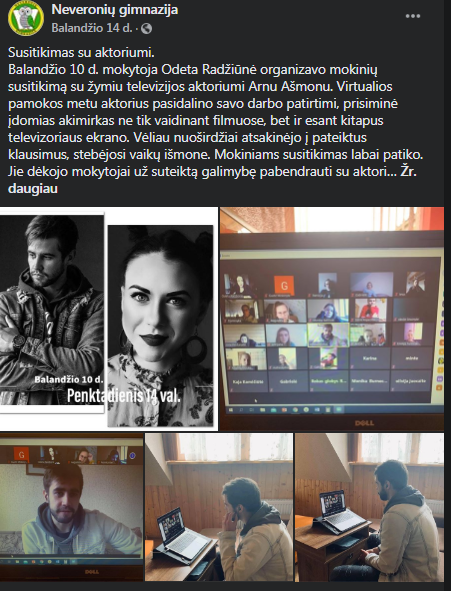 Neveronių gimnazija
Balandžio 14 d. ·
Susitikimas su aktoriumi.
Balandžio 10 d. mokytoja Odeta Radžiūnė organizavo mokinių
susitikimą su žymiu televizijos aktoriumi Arnu Ašmonu. Virtualios
pamokos metu aktorius pasidalino savo darbo patirtimi, prisiminė
įdomias akimirkas ne tik vaidinant filmuose, bet ir esant kitapus
televizoriaus ekrano. Vėliau nuoširdžiai atsakinėjo į pateiktus
klausimus, stebėjosi vaikų išmone. Mokiniams susitikimas labai patiko.
Jie dėkojo mokytojai už suteiktą galimybę pabendrauti su aktori... Žr.
daugiau
Balandžio 10 d.
Penktadienis 14 val.
G
Karina
Gabrielė
DELL
G
DELL